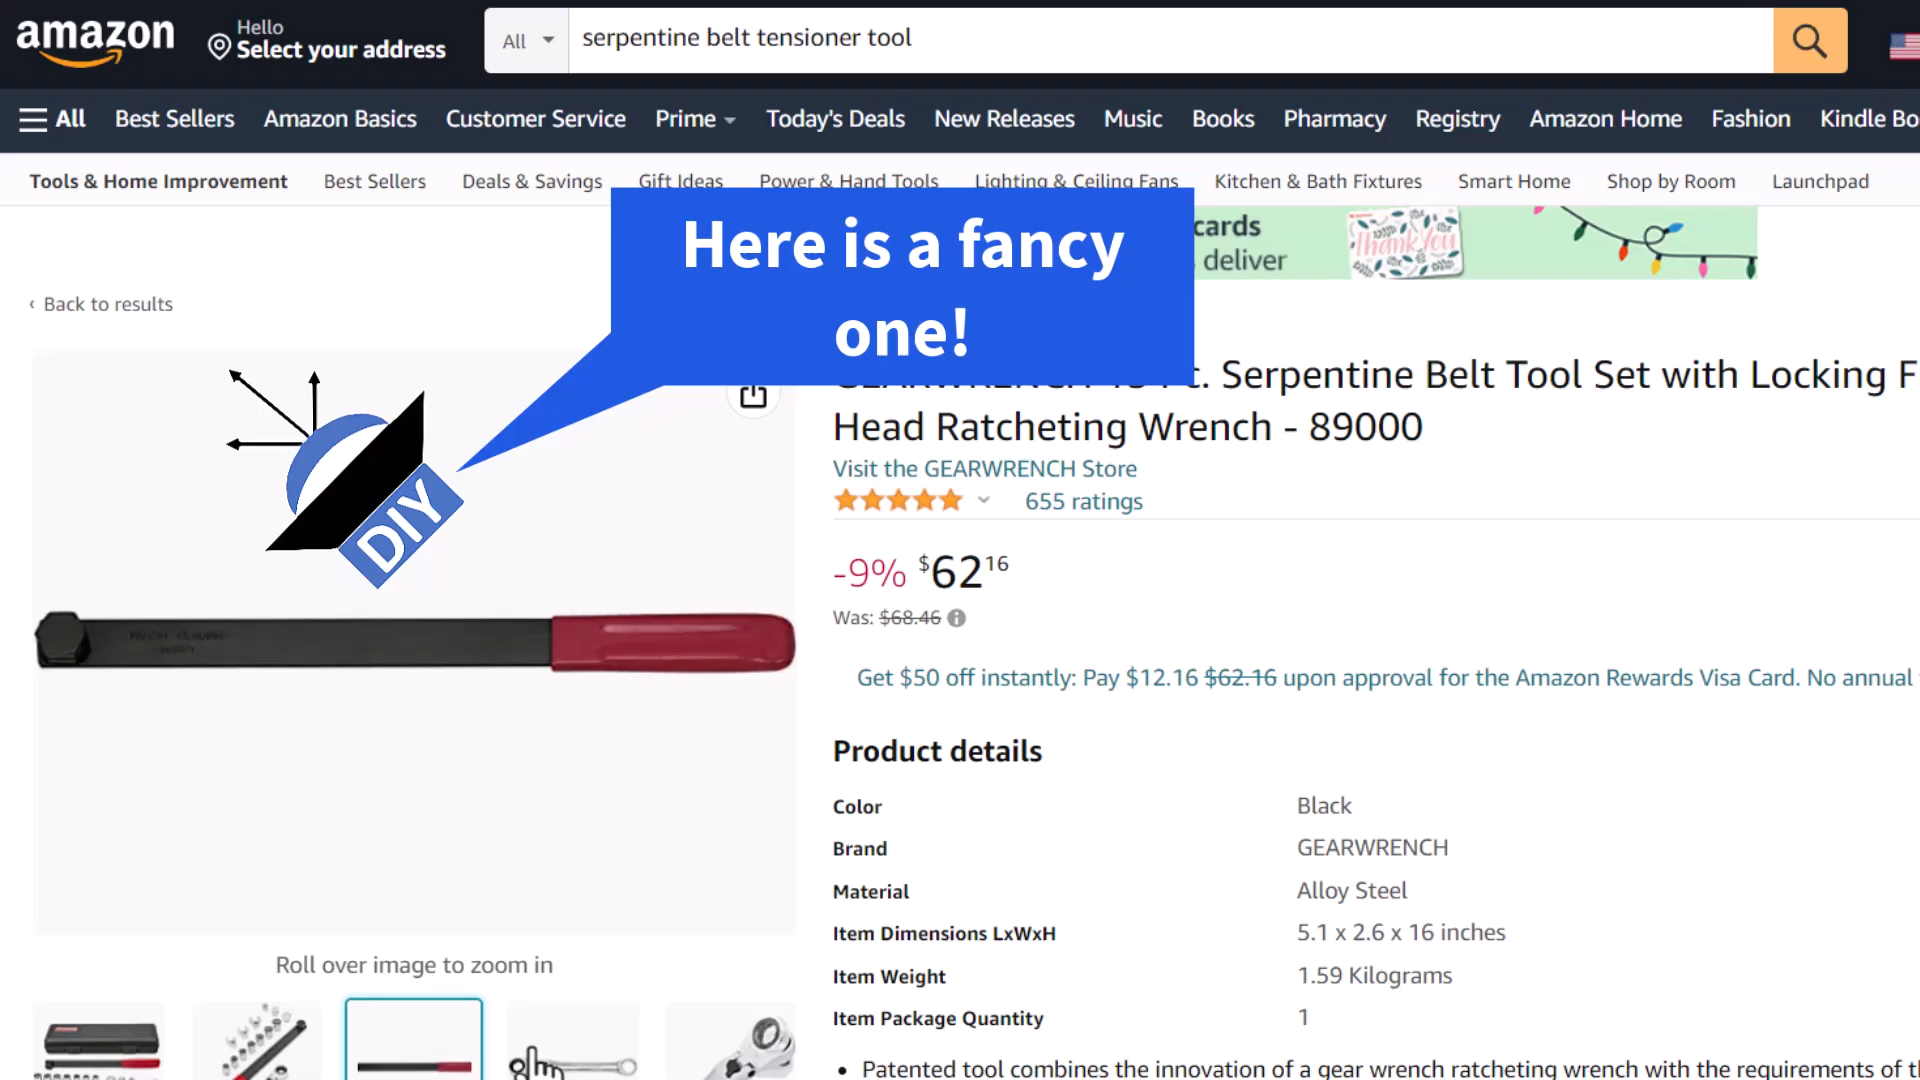 amazon
Hello
Select your address
All
serpentine belt tensioner tool
All
Best Sellers
Amazon Basics
Customer Service
Prime
Today's Deals
New Releases
Music
Books
Pharmacy
Registry
Amazon Home
Fashion
Kindle Bo
Tools & Home Improvement
Best Sellers
Deals & Savings
Gift Ideas
Power & Hand Tools
Lighting & Ceiling Fans
Kitchen & Bath Fixtures
Smart Home
Shop by Room
Launchpad
Here is a fancy
one!
cards
deliver
Thank You
‹ Back to results
DIY
Serpentine Belt Tool Set with Locking F
Head Ratcheting Wrench - 89000
Visit the GEARWRENCH Store
655 ratings
-9% $62 16
Was: $68.46
Get $50 off instantly: Pay $12.16 $62.16 upon approval for the Amazon Rewards Visa Card. No annual
Product details
Color Black
Brand GEARWRENCH
Material Alloy Steel
Item Dimensions LxWxH 5.1 x 2.6 x 16 inches
Item Weight 1.59 Kilograms
Item Package Quantity 1
Roll over image to zoom in
• Patented tool combines the innovation of a gear wrench ratcheting wrench with the requirements of t